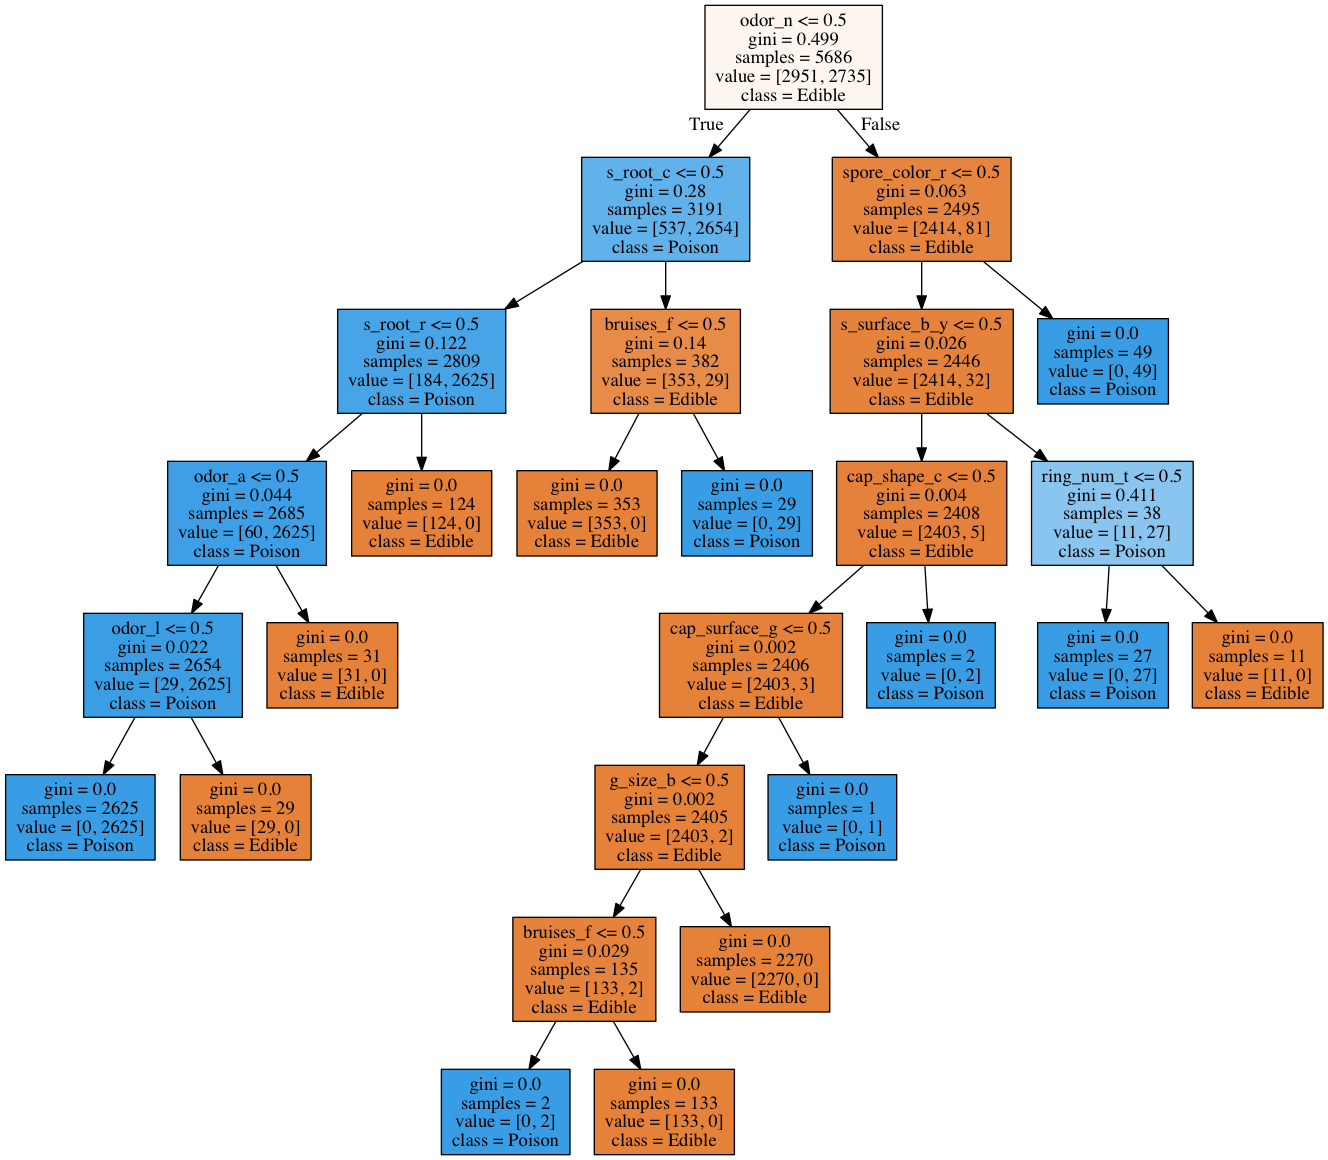 odor_n <= 0.5
gini = 0.499
samples = 5686
value = [2951, 2735]
class = Edible
True
False
s_root_c <= 0.5
gini = 0.28
samples = 3191
value = [537, 2654]
class = Poison
spore_color_r <= 0.5
gini = 0.063
samples = 2495
value = [2414, 81]
class = Edible
s_root_r <= 0.5
gini = 0.122
samples = 2809
value = [184, 2625]
class = Poison
bruises_f <= 0.5
gini = 0.14
samples = 382
value = [353, 29]
class = Edible
s_surface_b_y <= 0.5
gini = 0.026
samples = 2446
value = [2414, 32]
class = Edible
gini = 0.0
samples = 49
value = [0, 49]
class = Poison
odor_a <= 0.5
gini = 0.044
samples = 2685
value = [60, 2625]
class = Poison
gini = 0.0
samples = 124
value = [124, 0]
class = Edible
gini = 0.0
samples = 353
value = [353, 0]
class = Edible
gini = 0.0
samples = 29
value = [0, 29]
class = Poison
cap_shape_c <= 0.5
gini = 0.004
samples = 2408
value = [2403, 5]
class = Edible
ring_num_t <= 0.5
gini = 0.411
samples = 38
value = [11, 27]
class = Poison
odor_l <= 0.5
gini = 0.022
samples = 2654
value = [29, 2625]
class = Poison
gini = 0.0
samples = 31
value = [31, 0]
class = Edible
cap_surface_g <= 0.5
gini = 0.002
samples = 2406
value = [2403, 3]
class = Edible
gini = 0.0
samples = 2
value = [0, 2]
class = Poison
gini = 0.0
samples = 27
value = [0, 27]
class = Poison
gini = 0.0
samples = 11
value = [11, 0]
class = Edible
gini = 0.0
samples = 2625
value = [0, 2625]
class = Poison
gini = 0.0
samples = 29
value = [29, 0]
class = Edible
g_size_b <= 0.5
gini = 0.002
samples = 2405
value = [2403, 2]
class = Edible
gini = 0.0
samples = 1
value = [0, 1]
class = Poison
bruises_f <= 0.5
gini = 0.029
samples = 135
value = [133, 2]
class = Edible
gini = 0.0
samples = 2270
value = [2270, 0]
class = Edible
gini = 0.0
samples = 2
value = [0, 2]
class = Poison
gini = 0.0
samples = 133
value = [133, 0]
class = Edible